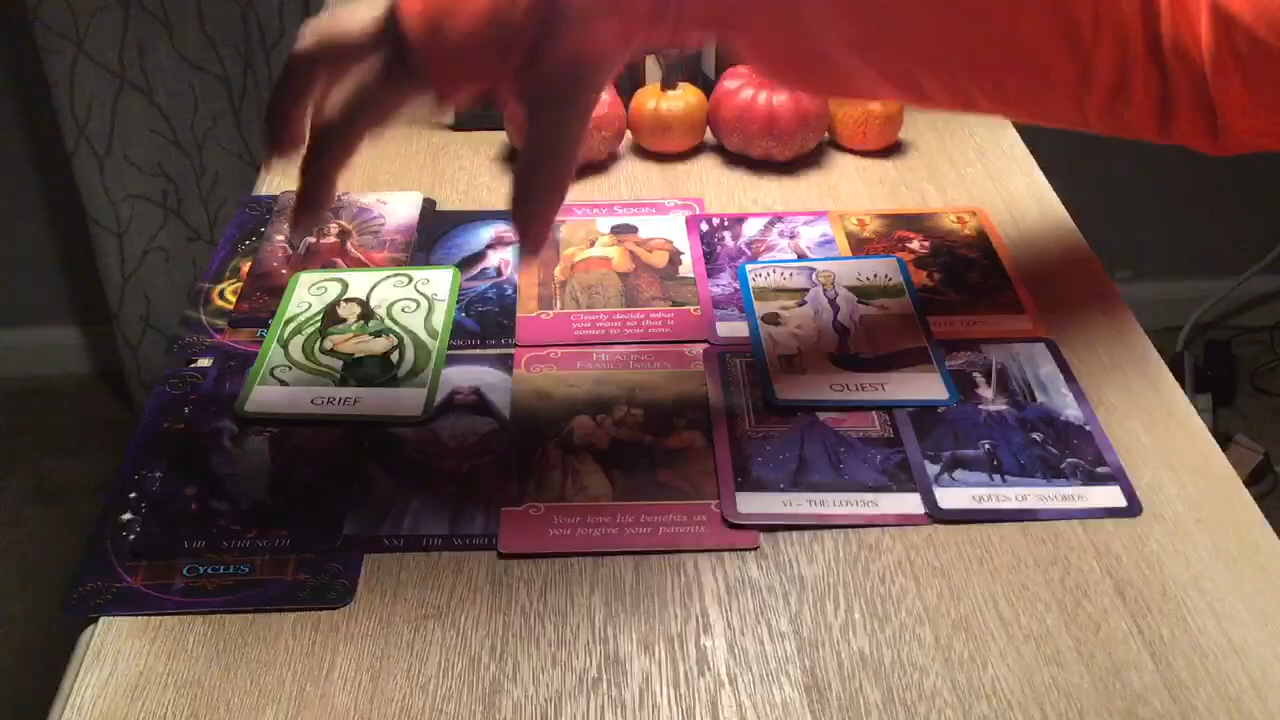 VERY SOON
Clearly decide what
you want so that it
comes to you now.
KNIGHT OF
GRIEF
QUEST
HEALING
FAMILY ISSUES
Your love life benefits as
you forgive your parents.
VI – THE LOVERS
QUEEN OF SWORDS
VIII STRENGTH
XXI · THE WORLD
CYCLES